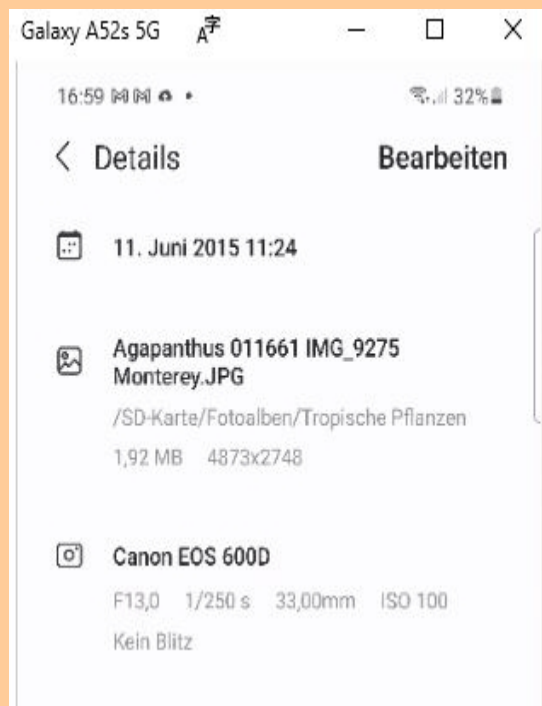 Galaxy A52s 5G A字
16:59 32%
Details Bearbeiten
11. Juni 2015 11:24
Agapanthus 011661 IMG_9275
Monterey.JPG
/SD-Karte/Fotoalben/Tropische Pflanzen
1,92 MB 4873x2748
Canon EOS 600D
F13,0 1/250 s 33,00mm ISO 100
Kein Blitz